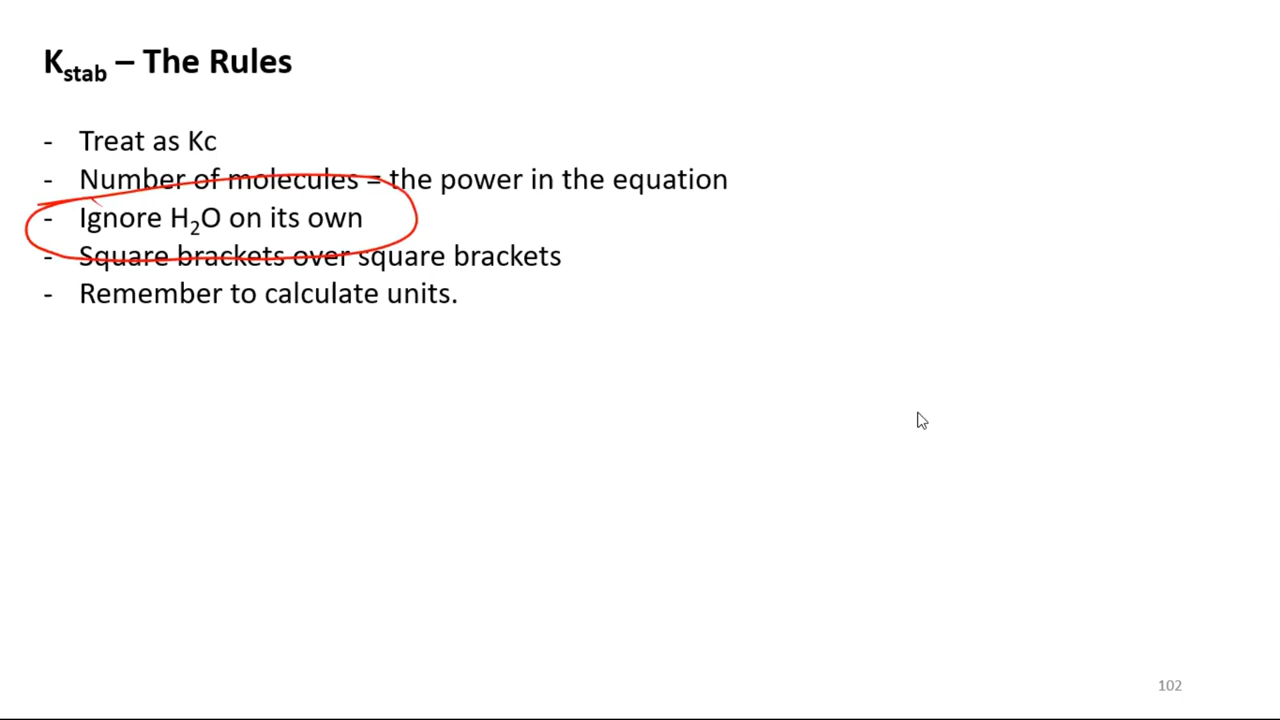 K_stab – The Rules
- Treat as Kc
- Number of molecules = the power in the equation
- Ignore H₂O on its own
- Square brackets over square brackets
- Remember to calculate units.
102